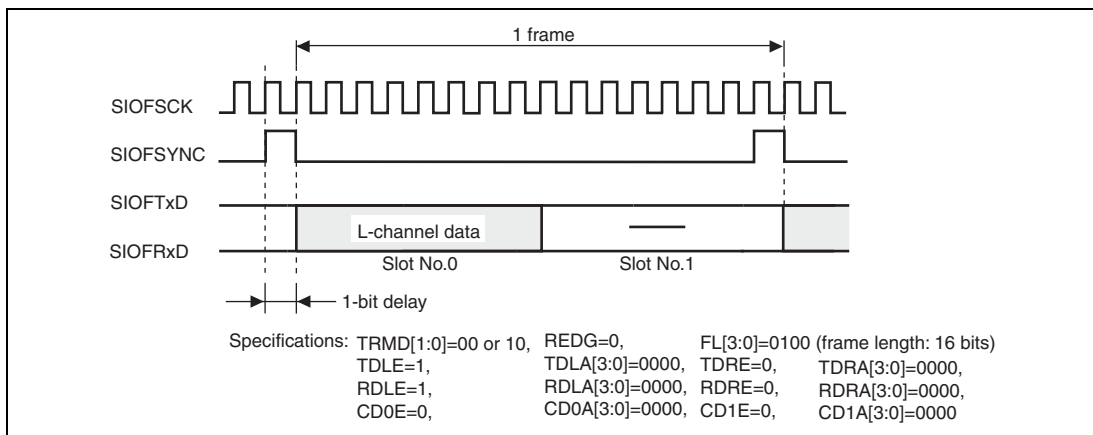 1 frame
SIOFSCK
SIOFSYNC
SIOFTxD
L-channel data
SIOFRxD
Slot No.0 Slot No.1
1-bit delay
Specifications: TRMD[1:0]=00 or 10, REDG=0, FL[3:0]=0100 (frame length: 16 bits)
TDLE=1, TDLA[3:0]=0000, TDRE=0, TDRA[3:0]=0000,
RDLE=1, RDLA[3:0]=0000, RDRE=0, RDRA[3:0]=0000,
CD0E=0, CD0A[3:0]=0000, CD1E=0, CD1A[3:0]=0000